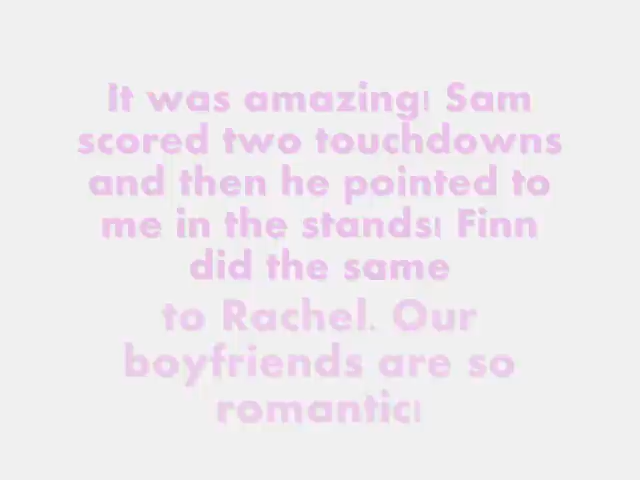 It was amazing! Sam
scored two touchdowns
and then he pointed to
me in the stands! Finn
did the same
to Rachel. Our
boyfriends are so
romantic!